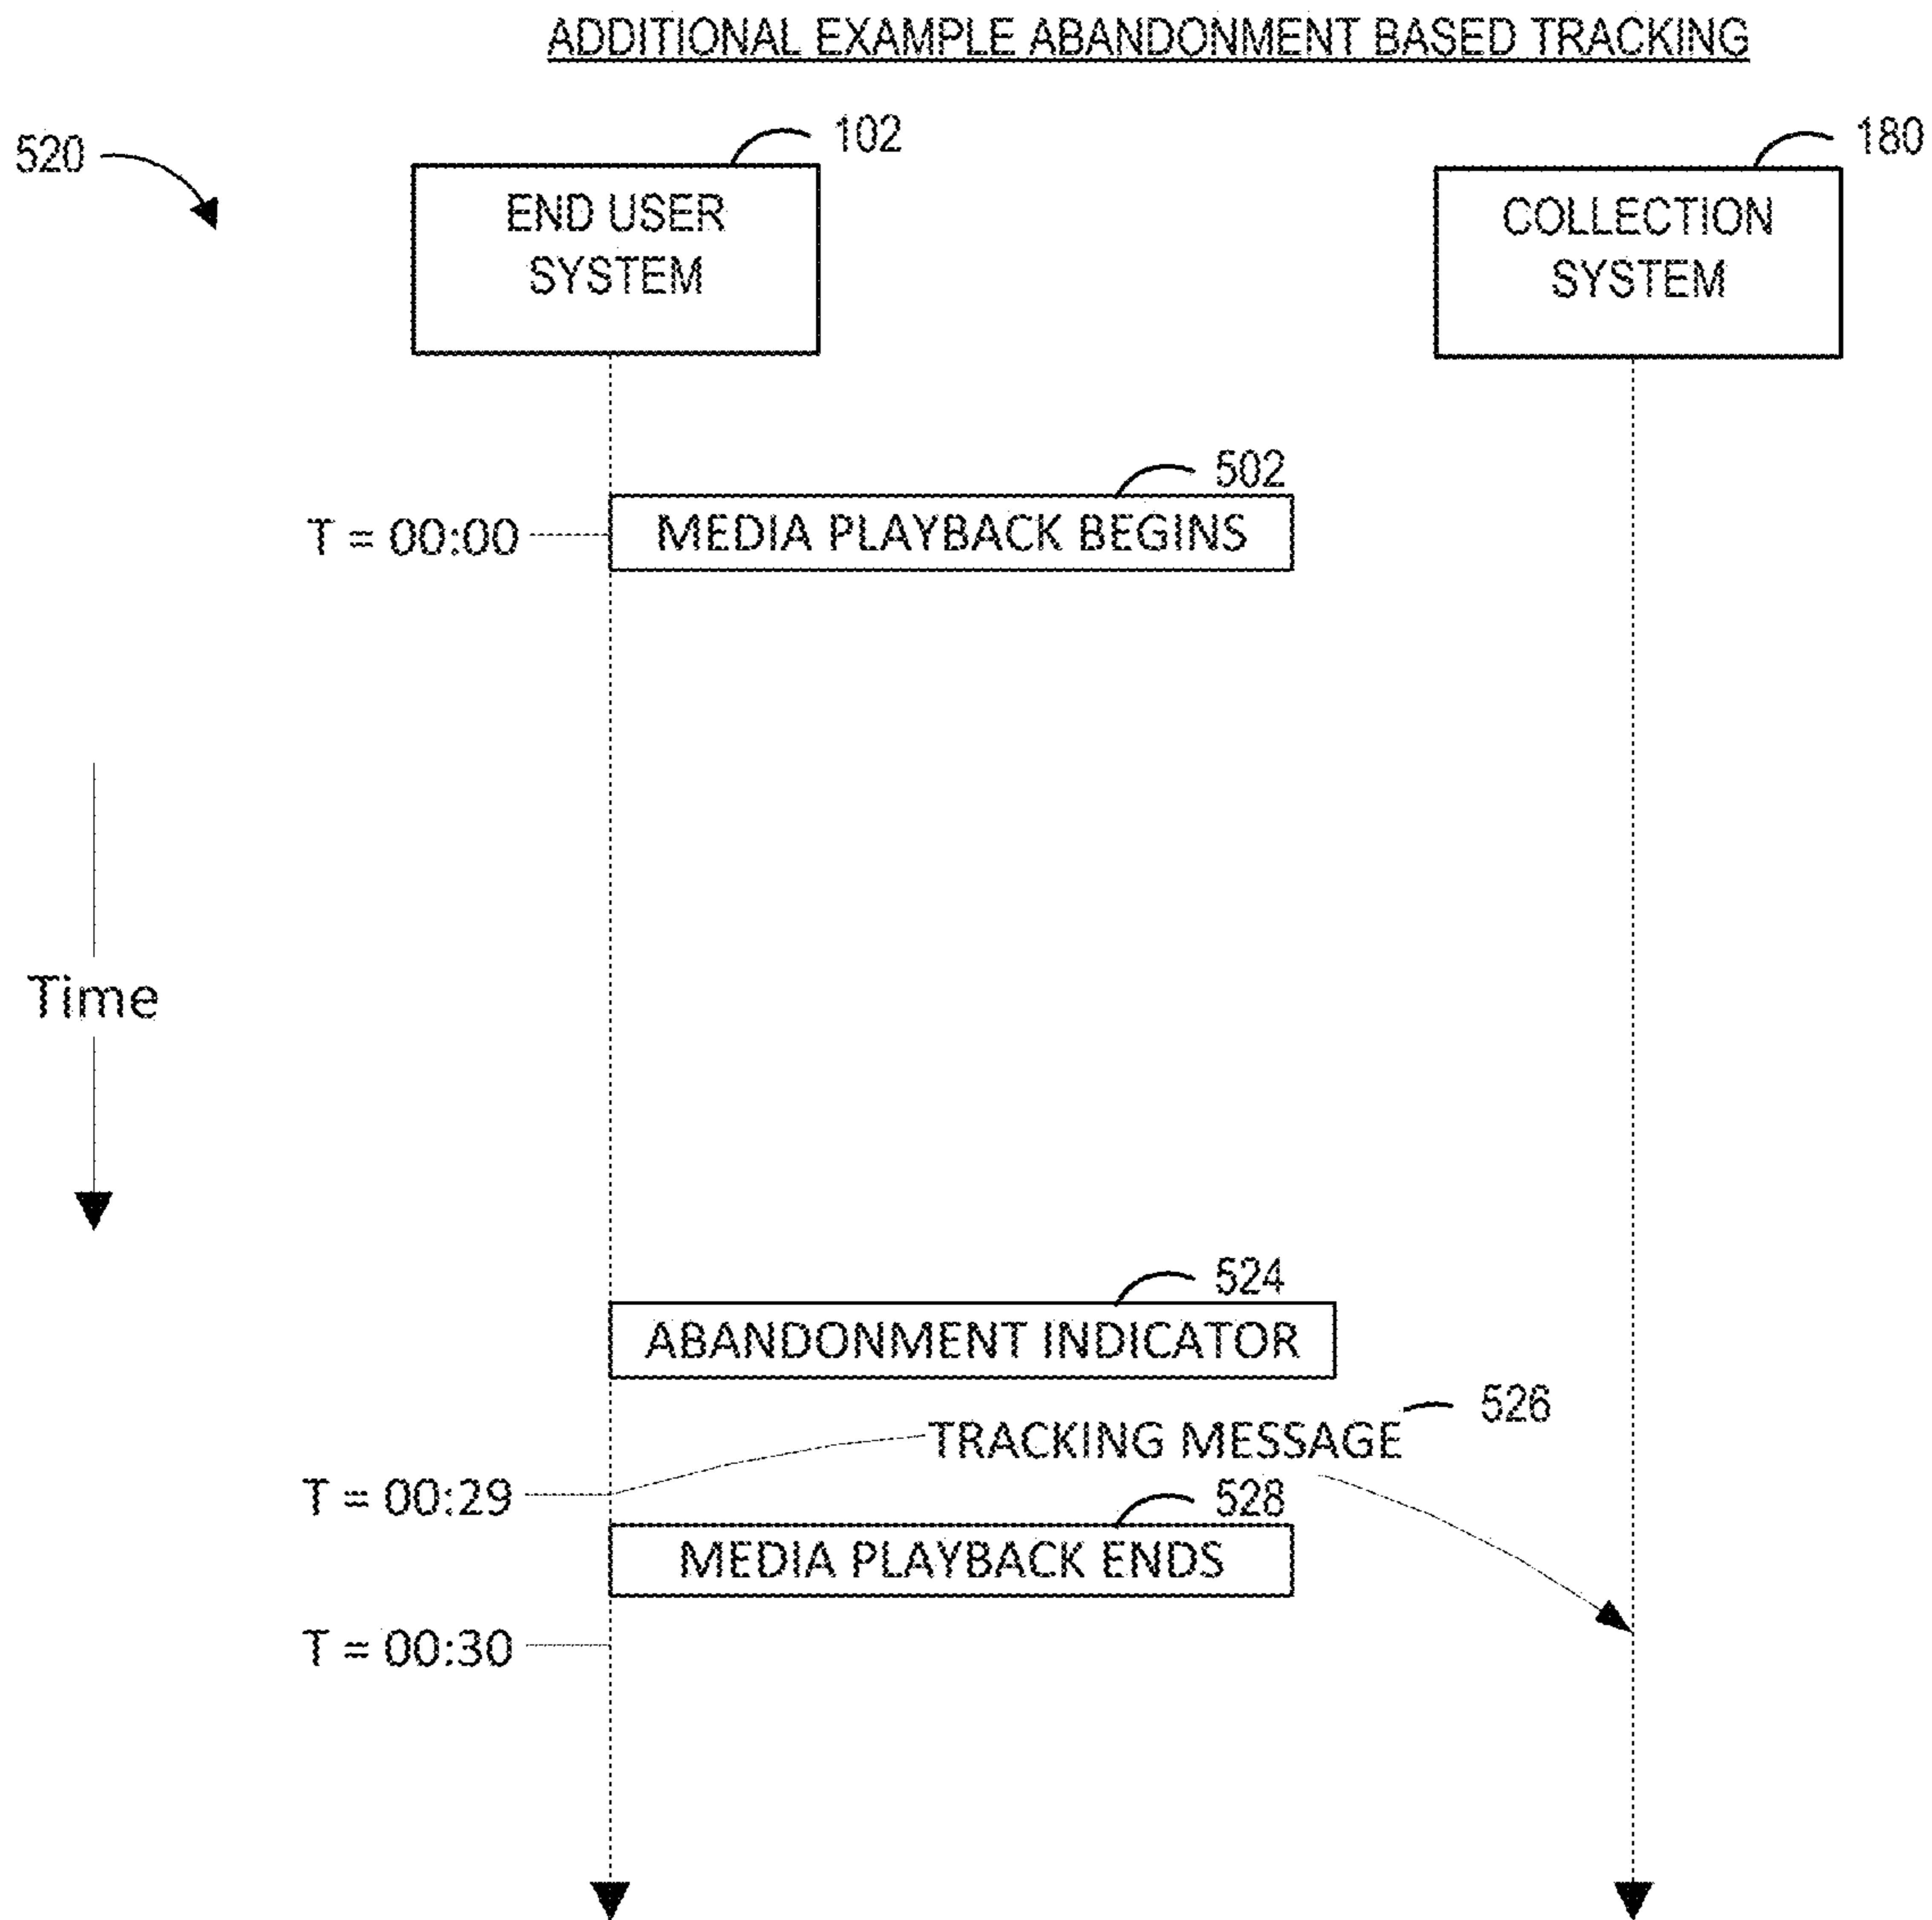 ADDITIONAL EXAMPLE ABANDONMENT BASED TRACKING
520
102
180
END USER
SYSTEM
COLLECTION
SYSTEM
502
T = 00:00
MEDIA PLAYBACK BEGINS
Time
524
ABANDONMENT INDICATOR
526
TRACKING MESSAGE
T = 00:29
528
MEDIA PLAYBACK ENDS
T = 00:30